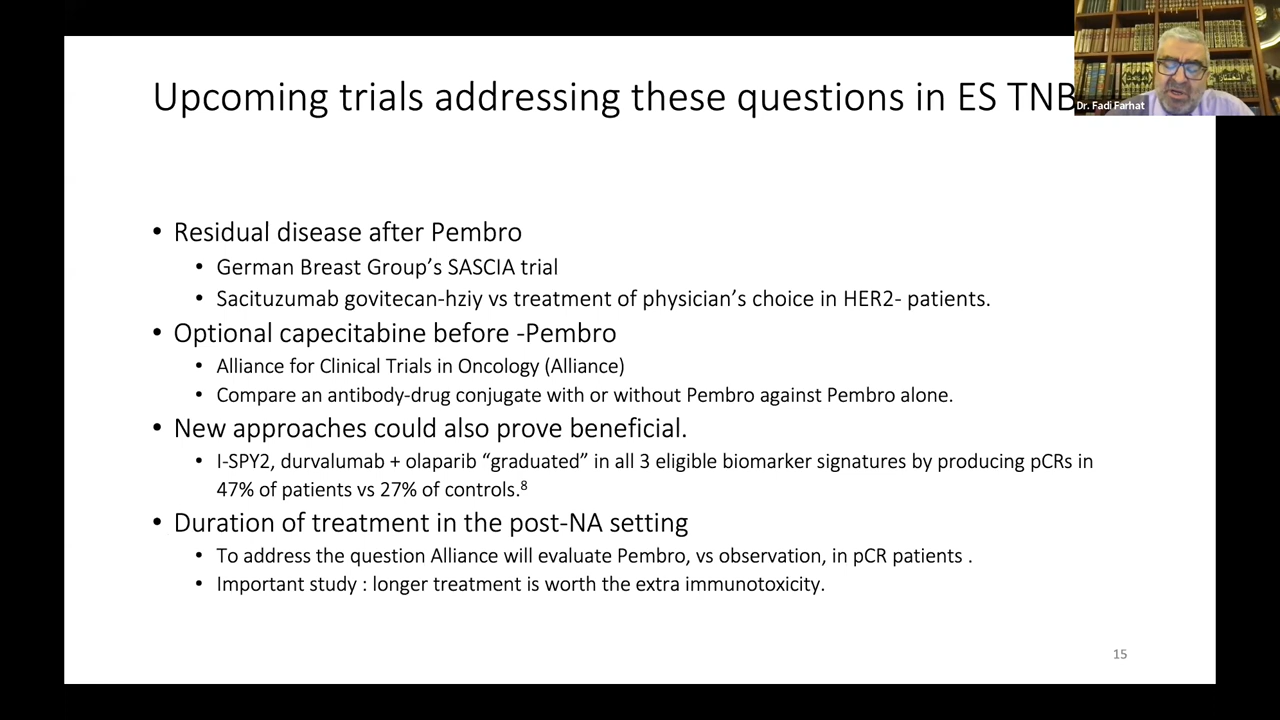 Upcoming trials addressing these questions in ES TNB
Dr. Fadi Farhat
• Residual disease after Pembro
• German Breast Group’s SASCIA trial
• Sacituzumab govitecan-hziy vs treatment of physician’s choice in HER2- patients.
• Optional capecitabine before -Pembro
• Alliance for Clinical Trials in Oncology (Alliance)
• Compare an antibody-drug conjugate with or without Pembro against Pembro alone.
• New approaches could also prove beneficial.
• I-SPY2, durvalumab + olaparib “graduated” in all 3 eligible biomarker signatures by producing pCRs in
47% of patients vs 27% of controls.⁸
• Duration of treatment in the post-NA setting
• To address the question Alliance will evaluate Pembro, vs observation, in pCR patients .
• Important study : longer treatment is worth the extra immunotoxicity.
15